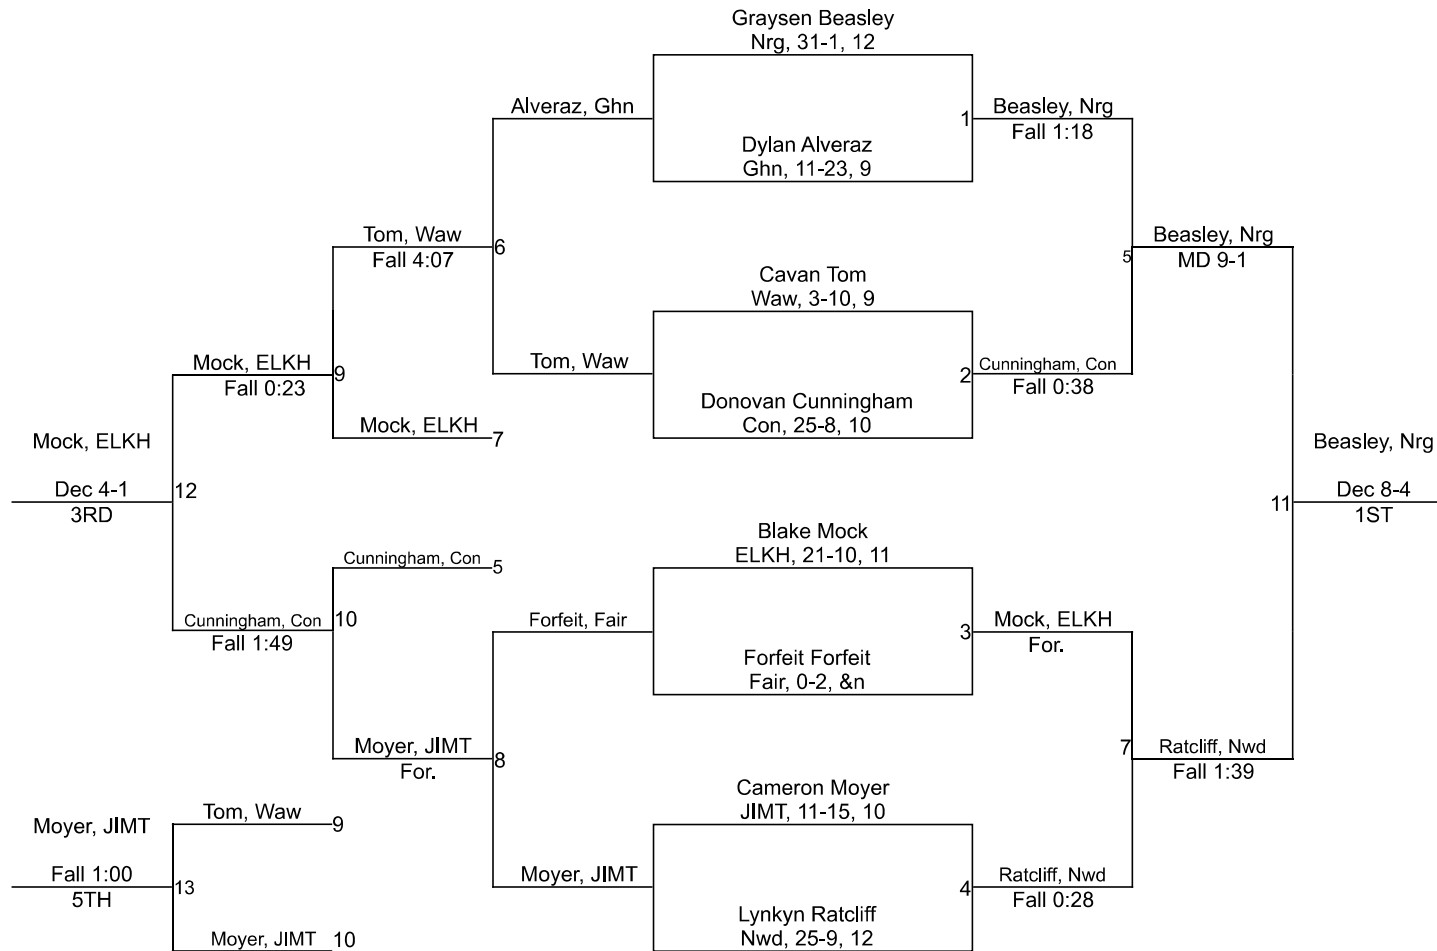 Graysen Beasley
Nrg, 31-1, 12
Alveraz, Ghn
1
Beasley, Nrg
Fall 1:18
Dylan Alveraz
Ghn, 11-23, 9
Tom, Waw
Fall 4:07
6
Beasley, Nrg
MD 9-1
5
Cavan Tom
Waw, 3-10, 9
Mock, ELKH
Fall 0:23
9
Tom, Waw
2
Cunningham, Con
Fall 0:38
Donovan Cunningham
Con, 25-8, 10
Mock, ELKH
7
Mock, ELKH
Dec 4-1
3RD
12
Beasley, Nrg
Dec 8-4
1ST
11
Blake Mock
ELKH, 21-10, 11
Cunningham, Con
5
Cunningham, Con
Fall 1:49
10
Forfeit, Fair
3
Mock, ELKH
For.
Forfeit Forfeit
Fair, 0-2, &n
Moyer, JIMT
For.
8
7
Ratcliff, Nwd
Fall 1:39
Cameron Moyer
JIMT, 11-15, 10
Tom, Waw
9
Moyer, JIMT
Fall 1:00
5TH
13
Moyer, JIMT
4
Ratcliff, Nwd
Fall 0:28
Lynkyn Ratcliff
Nwd, 25-9, 12
Moyer, JIMT
10